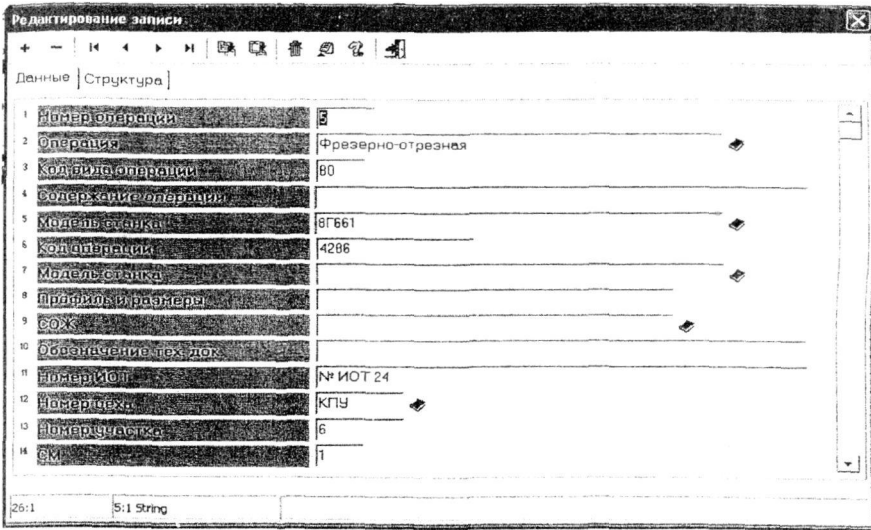 Редактирование записи
Данные Структура
1 Номер операции 5
2 Операция Фрезерно-отрезная
3 Код вида операции 80
4 Содержание операции
5 Модель станка 8Г661
6 Код операции 4286
7 Модель станка
8 Профиль и размеры
9 СОЖ
10 Обозначение тех. док.
11 Номер ИОТ № ИОТ 24
12 Номер цеха КПУ
13 Номер участка 6
14 СМ 1
26:1 5:1 String